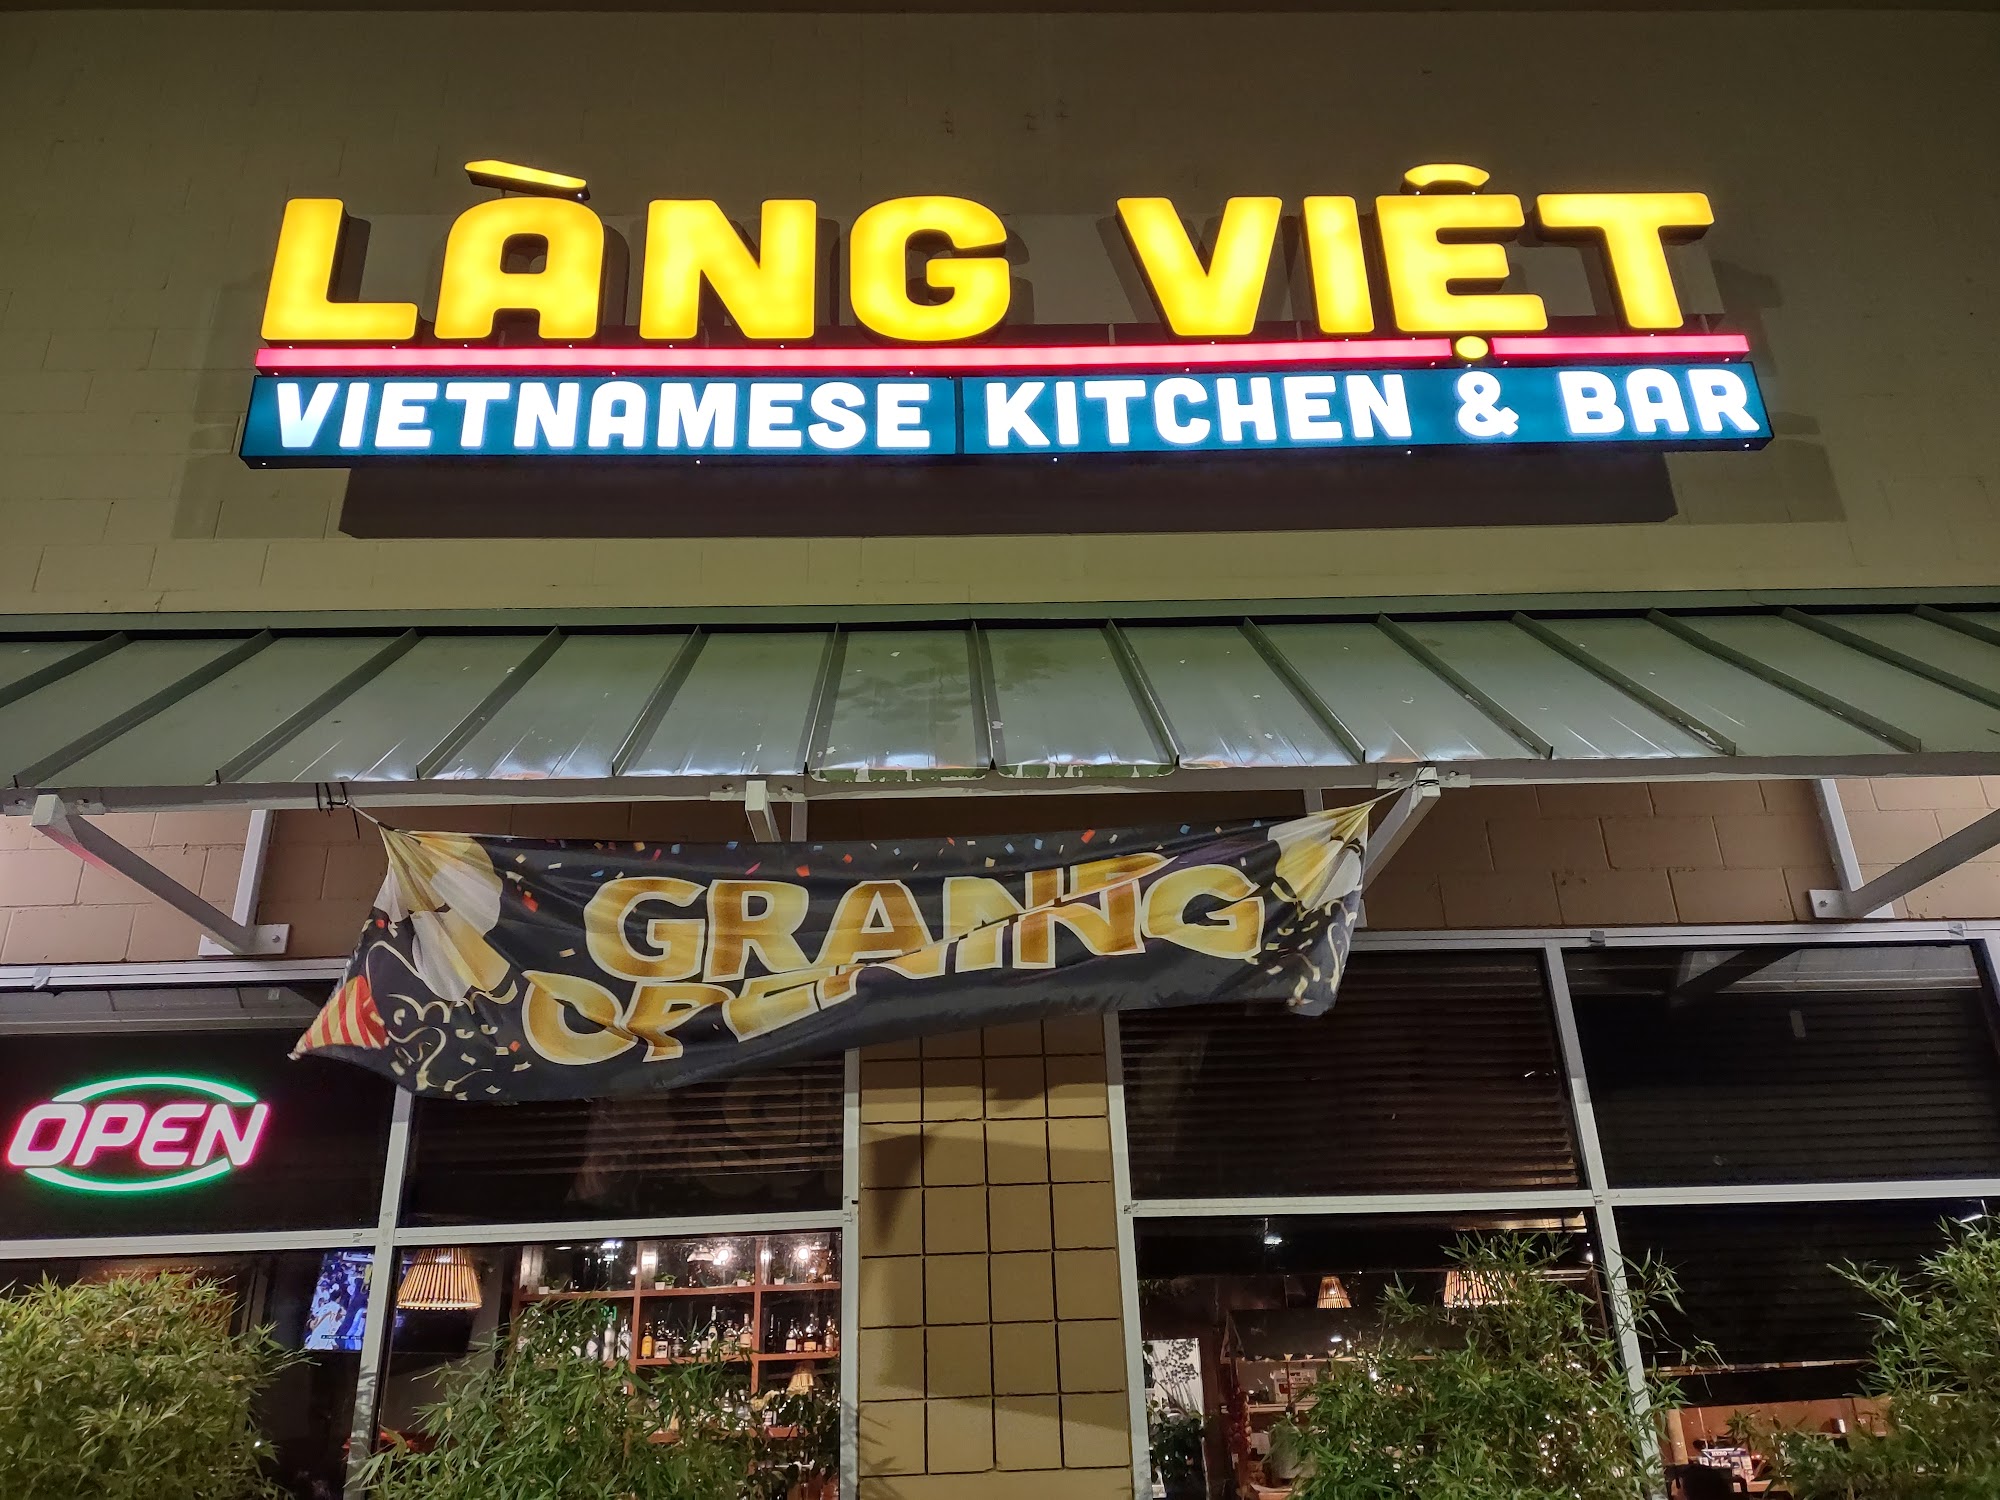 LÀNG VIỆT
VIETNAMESE KITCHEN & BAR
GRAND
OPENING
OPEN